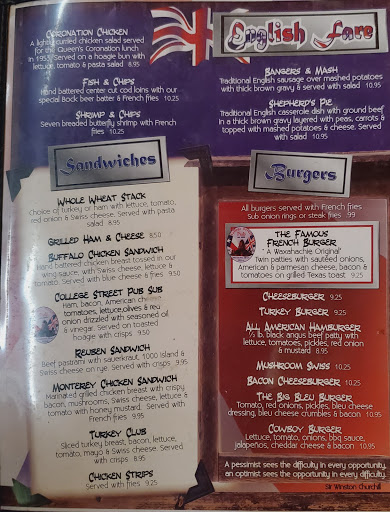 English Fare
Coronation Chicken
A light curried chicken salad served
for the Queen's Coronation lunch
in 1953. Served on a hoagie bun with
lettuce, tomato & pasta salad 8.95
Fish & Chips
Hand battered center cut cod loins with our
special Bock beer batter & French fries 10.25
Shrimp & Chips
Seven breaded butterfly shrimp with French
fries 10.25
Bangers & Mash
Traditional English sausage over mashed potatoes
with thick brown gravy & served with salad 10.95
Shepherd's Pie
Traditional English casserole dish with ground beef
in a thick brown gravy layered with peas, carrots &
topped with mashed potatoes & cheese. Served
with salad 10.95
Sandwiches
Whole Wheat Stack
Choice of turkey or ham with lettuce, tomato,
red onion & Swiss cheese. Served with pasta
salad 8.95
Grilled Ham & Cheese 8.50
Buffalo Chicken Sandwich
Hand battered chicken breast tossed in our
wing sauce, with Swiss cheese, lettuce &
tomato. Served with blue cheese & fries 9.50
College Street Pub Sub
Ham, bacon, American cheese,
tomatoes, lettuce, olives & red
onion drizzled with seasoned oil
& vinegar. Served on toasted
hoagie with crisps 9.50
Reuben Sandwich
Beef pastrami with sauerkraut, 1000 Island &
Swiss cheese on rye. Served with crisps 9.95
Monterey Chicken Sandwich
Marinated grilled chicken breast with crispy
bacon, mushrooms, Swiss cheese, lettuce &
tomato with honey mustard. Served with
French fries 9.95
Turkey Club
Sliced turkey breast, bacon, lettuce,
tomato, mayo & Swiss cheese. Served
with crisps 8.95
Chicken Strips
Served with fries 9.25
Burgers
All burgers served with French fries
Sub onion rings or steak fries .99
The Famous
French Burger
"A Waxahachie Original"
Twin patties with sautéed onions,
American & parmesan cheese, bacon &
tomatoes on grilled Texas toast 9.25
Cheeseburger 9.25
Turkey Burger 9.25
All American Hamburger
1/2 lb. black angus beef patty with
lettuce, tomatoes, pickles, red onion
& mustard 8.95
Mushroom Swiss 10.25
Bacon Cheeseburger 10.25
The Big Bleu Burger
Tomato, red onions, pickles, bleu cheese
dressing, bleu cheese crumbles & bacon 10.95
Cowboy Burger
Lettuce, tomato, onions, bbq sauce,
jalapeños, cheddar cheese & bacon 10.95
A pessimist sees the difficulty in every opportunity,
an optimist sees the opportunity in every difficulty.
Sir Winston Churchill